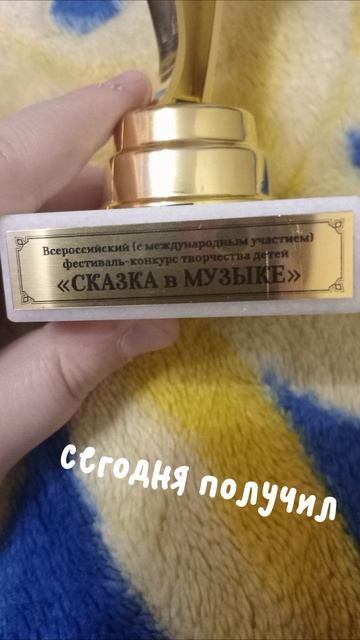 Всероссийский (с международным участием)
фестиваль-конкурс творчества детей
«СКАЗКА в МУЗЫКЕ»
сегодня получил